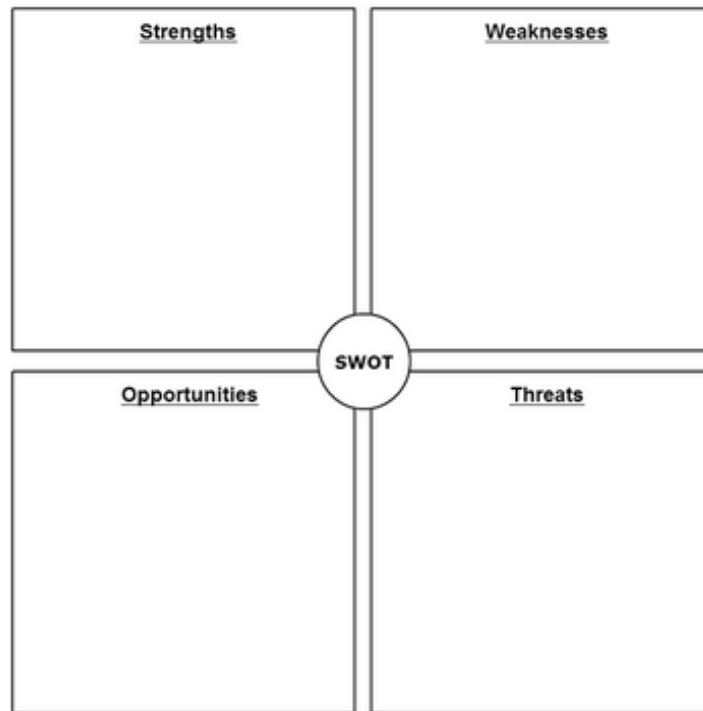 Strengths
Weaknesses
SWOT
Opportunities
Threats